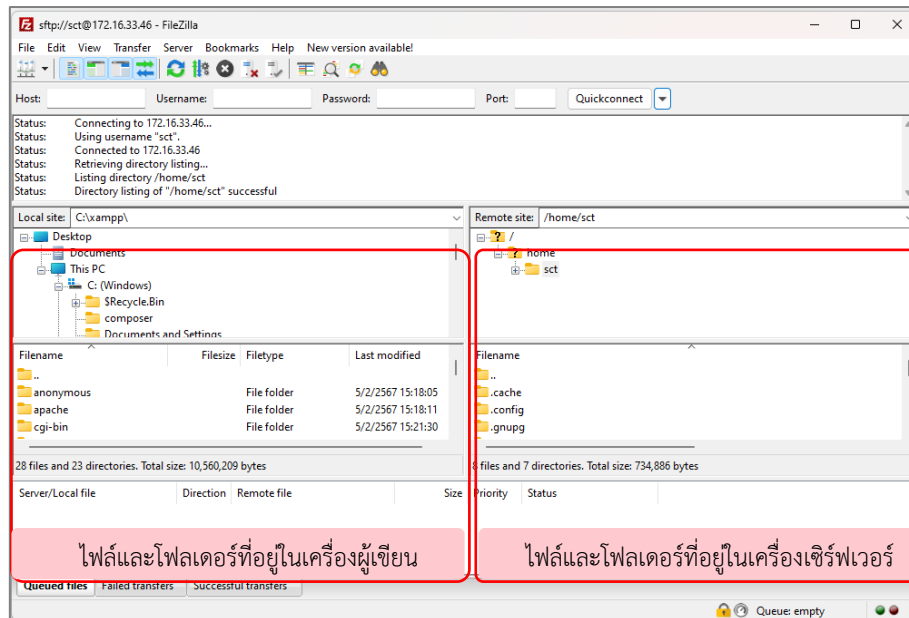 sftp://sct@172.16.33.46 - FileZilla
File Edit View Transfer Server Bookmarks Help New version available!
Host: Username: Password: Port: Quickconnect
Status: Connecting to 172.16.33.46...
Status: Using username "sct".
Status: Connected to 172.16.33.46
Status: Retrieving directory listing...
Status: Listing directory /home/sct
Status: Directory listing of "/home/sct" successful
Local site: C:\xampp\
Desktop
Documents
This PC
C: (Windows)
$Recycle.Bin
composer
Documents and Settings
Remote site: /home/sct
/
home
sct
Filename Filesize Filetype Last modified
..
anonymous File folder 5/2/2567 15:18:05
apache File folder 5/2/2567 15:18:11
cgi-bin File folder 5/2/2567 15:21:30
28 files and 23 directories. Total size: 10,560,209 bytes
Filename
..
.cache
.config
.gnupg
8 files and 7 directories. Total size: 734,886 bytes
Server/Local file Direction Remote file Size Priority Status
ไฟล์และโฟลเดอร์ที่อยู่ในเครื่องผู้เขียน
ไฟล์และโฟลเดอร์ที่อยู่ในเครื่องเซิร์ฟเวอร์
Queued files Failed transfers Successful transfers
Queue: empty